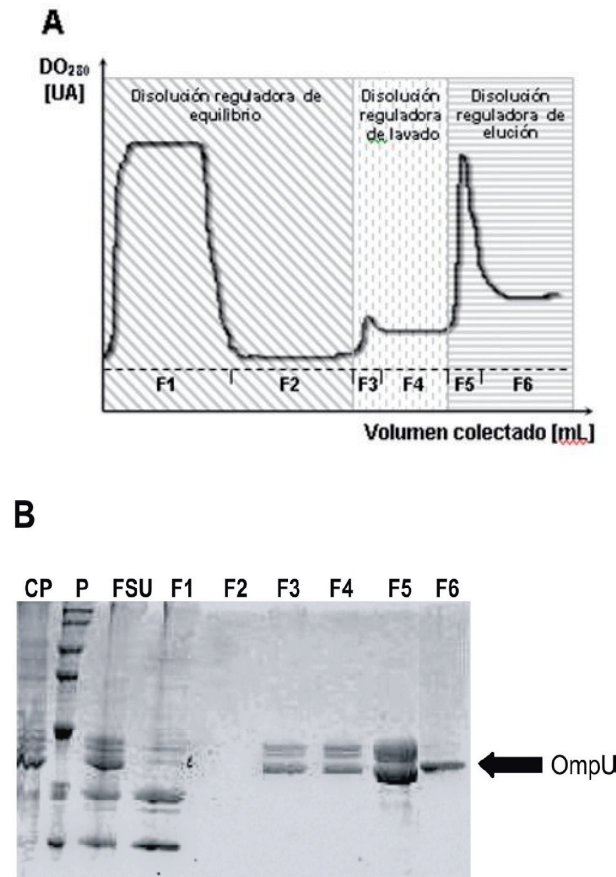 A
DO280
[UA]
Disolución reguladora de
equilibrio
Disolución
reguladora
de lavado
Disolución
reguladora de
elución
F1 F2 F3 F4 F5 F6
Volumen colectado [mL]
B
CP P FSU F1 F2 F3 F4 F5 F6
OmpU